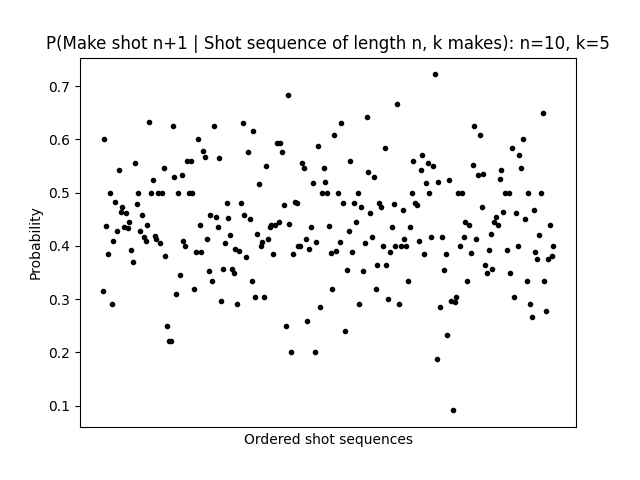 P(Make shot n+1 | Shot sequence of length n, k makes): n=10, k=5
0.7
0.6
0.5
0.4
0.3
0.2
0.1
Probability
Ordered shot sequences